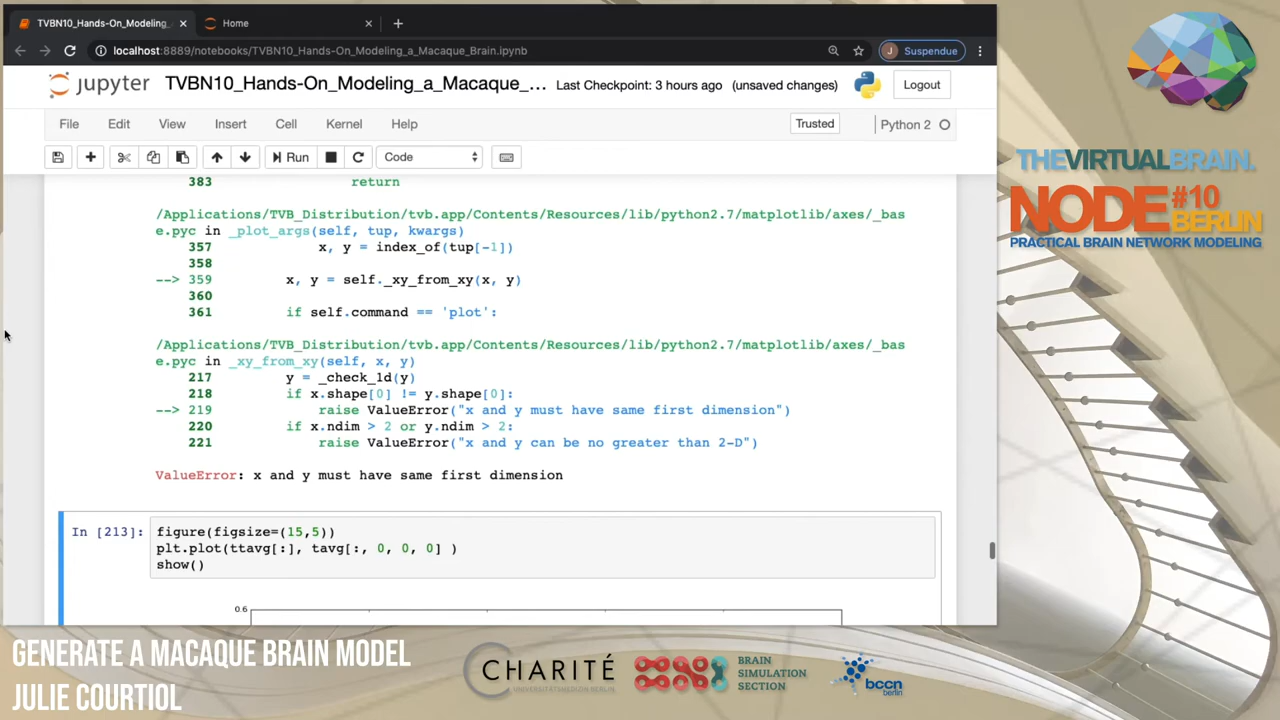 TVBN10_Hands-On_Modeling_
Home
localhost:8889/notebooks/TVBN10_Hands-On_Modeling_a_Macaque_Brain.ipynb
J Suspendue
jupyter TVBN10_Hands-On_Modeling_a_Macaque_... Last Checkpoint: 3 hours ago (unsaved changes) Logout
File Edit View Insert Cell Kernel Help Trusted Python 2
Run Code
383 return
/Applications/TVB_Distribution/tvb.app/Contents/Resources/lib/python2.7/matplotlib/axes/_bas
e.pyc in _plot_args(self, tup, kwargs)
357 x, y = index_of(tup[-1])
358
--> 359 x, y = self._xy_from_xy(x, y)
360
361 if self.command == 'plot':
/Applications/TVB_Distribution/tvb.app/Contents/Resources/lib/python2.7/matplotlib/axes/_bas
e.pyc in _xy_from_xy(self, x, y)
217 y = _check_1d(y)
218 if x.shape[0] != y.shape[0]:
--> 219 raise ValueError("x and y must have same first dimension")
220 if x.ndim > 2 or y.ndim > 2:
221 raise ValueError("x and y can be no greater than 2-D")
ValueError: x and y must have same first dimension
In [213]: figure(figsize=(15,5))
plt.plot(ttavg[:], tavg[:, 0, 0, 0] )
show()
0.6
THEVIRTUALBRAIN.
NODE #10
BERLIN
PRACTICAL BRAIN NETWORK MODELING
GENERATE A MACAQUE BRAIN MODEL
JULIE COURTIOL
CHARITÉ
UNIVERSITÄTSMEDIZIN BERLIN
BRAIN
SIMULATION
SECTION
bccn
berlin